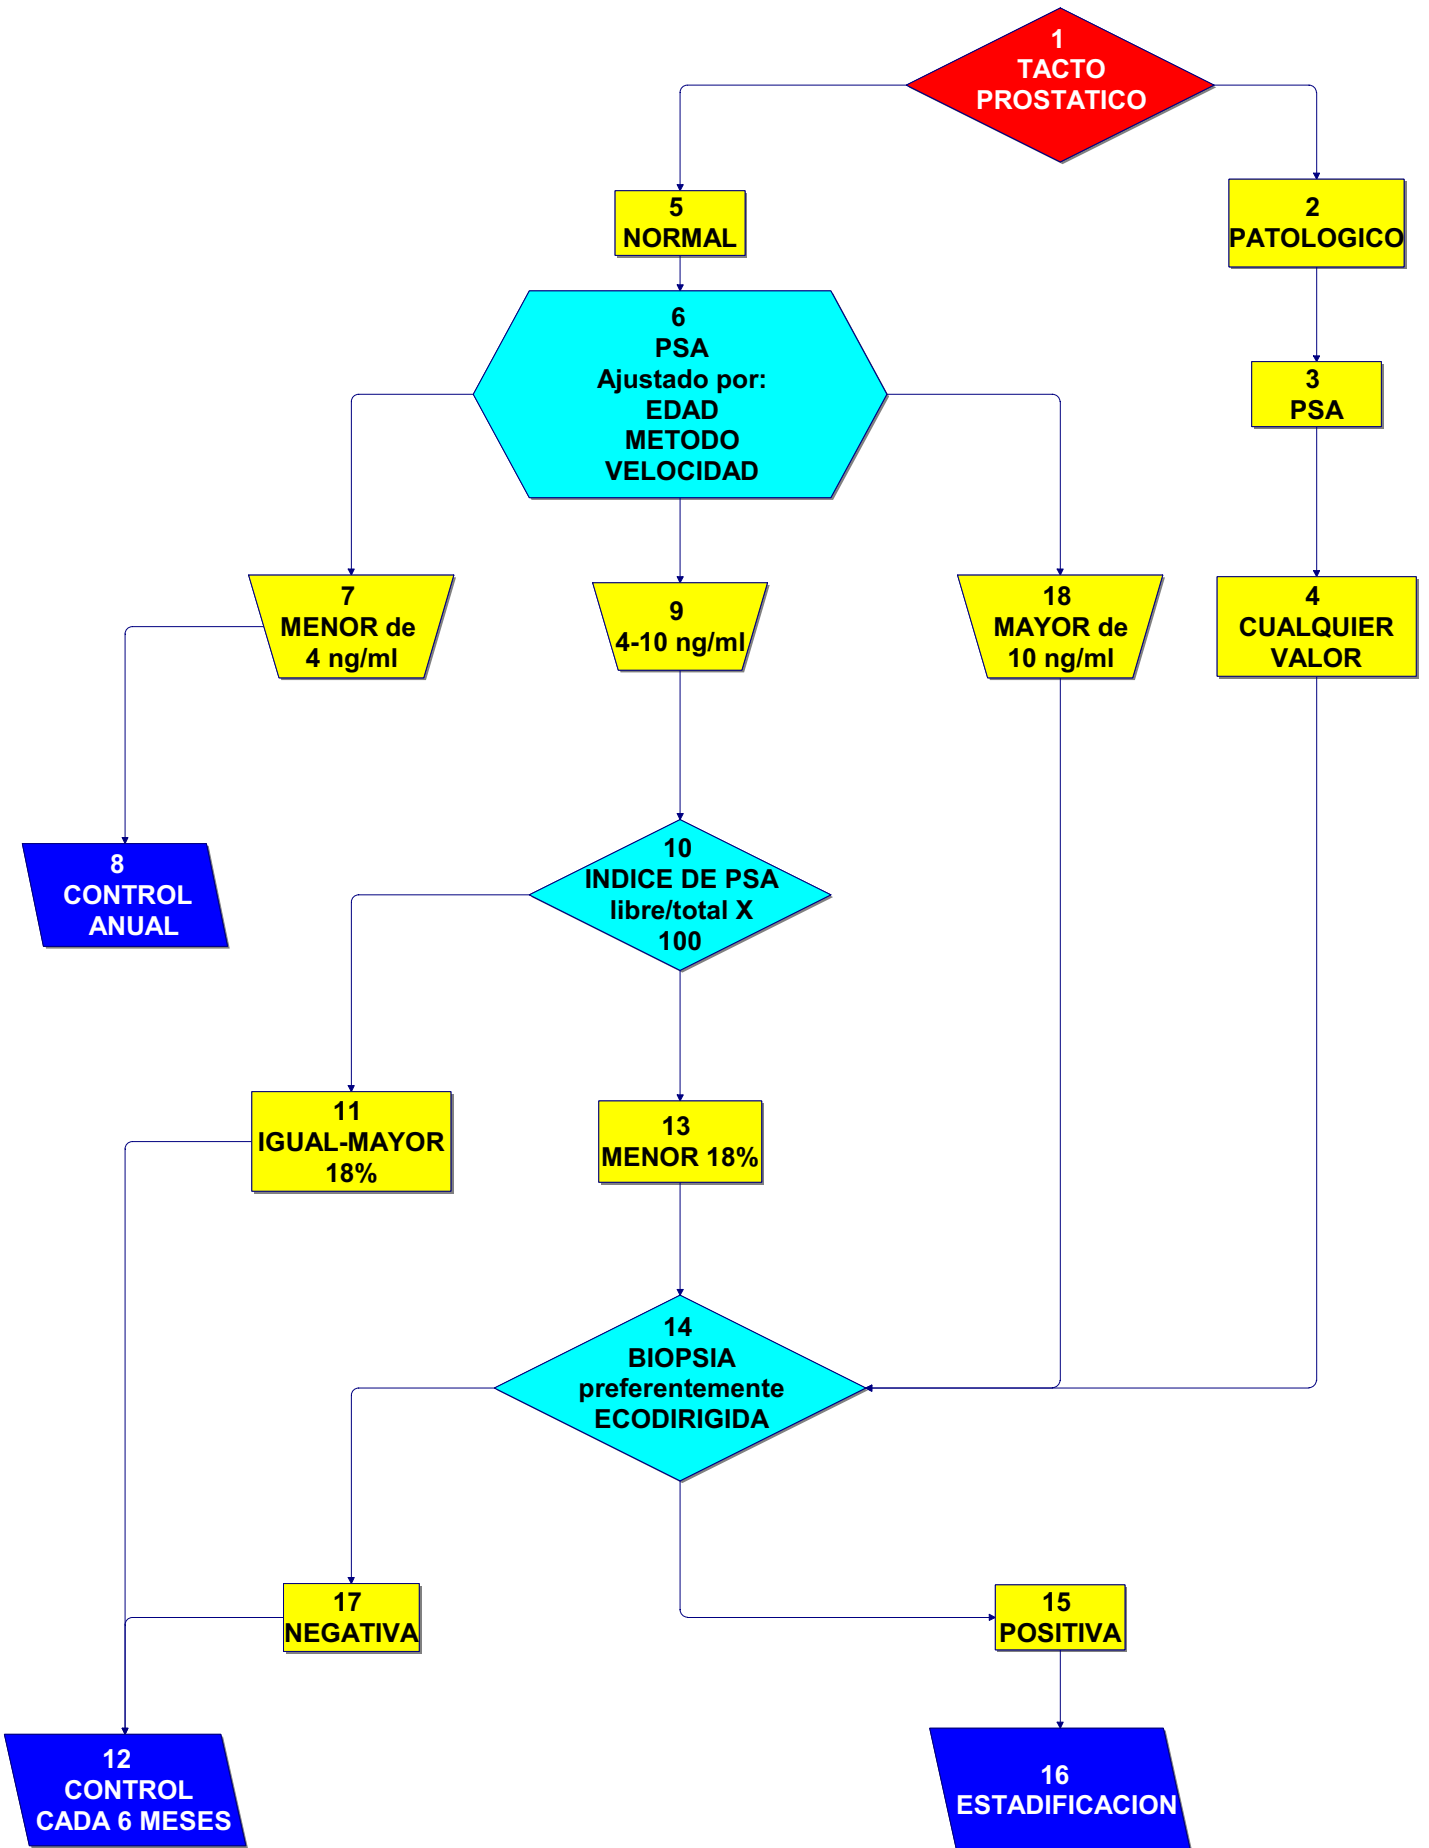 1
TACTO
PROSTATICO
5
NORMAL
2
PATOLOGICO
6
PSA
Ajustado por:
EDAD
METODO
VELOCIDAD
3
PSA
7
MENOR de
4 ng/ml
9
4-10 ng/ml
18
MAYOR de
10 ng/ml
4
CUALQUIER
VALOR
8
CONTROL
ANUAL
10
INDICE DE PSA
libre/total X
100
11
IGUAL-MAYOR
18%
13
MENOR 18%
14
BIOPSIA
preferentemente
ECODIRIGIDA
17
NEGATIVA
15
POSITIVA
12
CONTROL
CADA 6 MESES
16
ESTADIFICACION